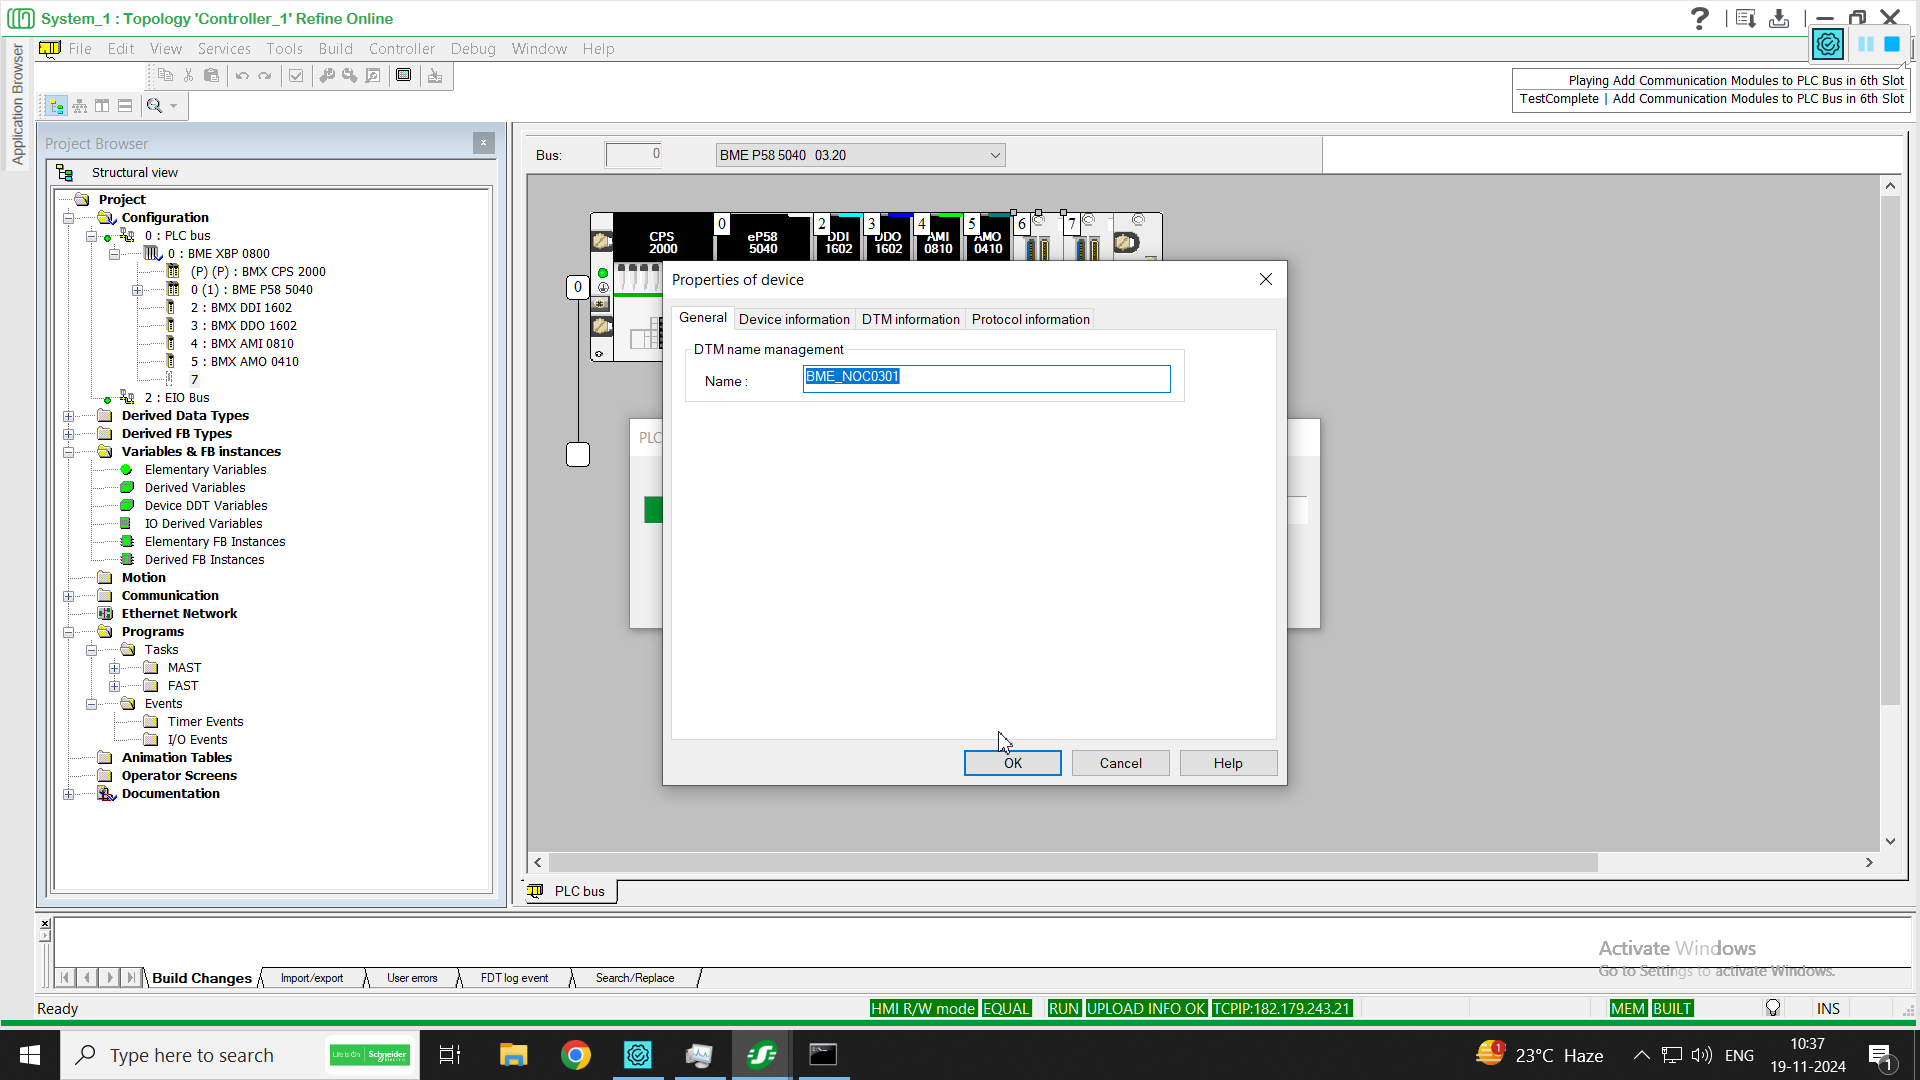 System_1 : Topology 'Controller_1' Refine Online
File Edit View Services Tools Build Controller Debug Window Help
Playing Add Communication Modules to PLC Bus in 6th Slot
TestComplete | Add Communication Modules to PLC Bus in 6th Slot
Application Browser
Project Browser
Structural view
Project
Configuration
0 : PLC bus
0 : BME XBP 0800
(P) (P) : BMX CPS 2000
0 (1) : BME P58 5040
2 : BMX DDI 1602
3 : BMX DDO 1602
4 : BMX AMI 0810
5 : BMX AMO 0410
7
2 : EIO Bus
Derived Data Types
Derived FB Types
Variables & FB instances
Elementary Variables
Derived Variables
Device DDT Variables
IO Derived Variables
Elementary FB Instances
Derived FB Instances
Motion
Communication
Ethernet Network
Programs
Tasks
MAST
FAST
Events
Timer Events
I/O Events
Animation Tables
Operator Screens
Documentation
Bus: 0 BME P58 5040 03.20
0 2 3 4 5 6 7
CPS 2000
eP58 5040
DDI 1602
DDO 1602
AMI 0810
AMO 0410
0
PLC
Properties of device
General Device information DTM information Protocol information
DTM name management
Name : BME_NOC0301
OK Cancel Help
PLC bus
Build Changes Import/export User errors FDT log event Search/Replace
Activate Windows
Go to Settings to activate Windows.
Ready HMI R/W mode EQUAL RUN UPLOAD INFO OK TCPIP:182.179.243.21 MEM BUILT INS
Type here to search
Life Is On Schneider Electric
1
23°C Haze
ENG
10:37
19-11-2024
1